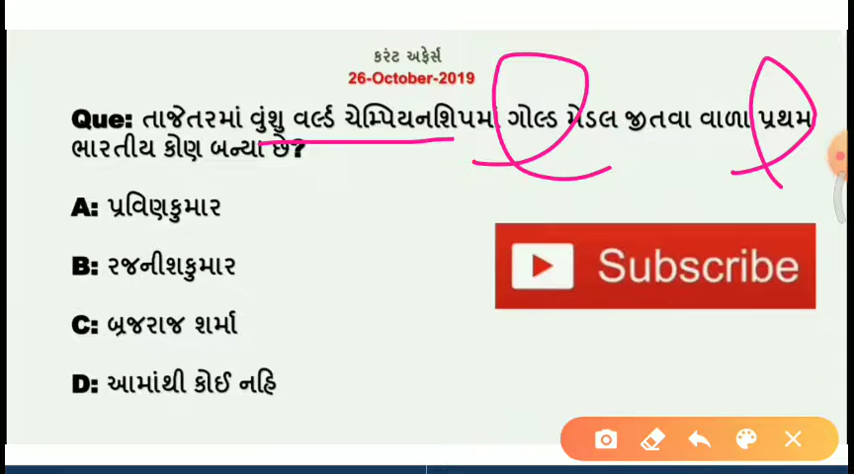 કરંટ અફેર્સ
26-October-2019
Que: તાજેતરમાં વુંશુ વર્લ્ડ ચેમ્પિયનશિપમાં ગોલ્ડ મેડલ જીતવા વાળા પ્રથમ
ભારતીય કોણ બન્યા છે?
A: પ્રવિણકુમાર
B: રજનીશકુમાર
Subscribe
C: બ્રજરાજ શર્મા
D: આમાંથી કોઈ નહિ